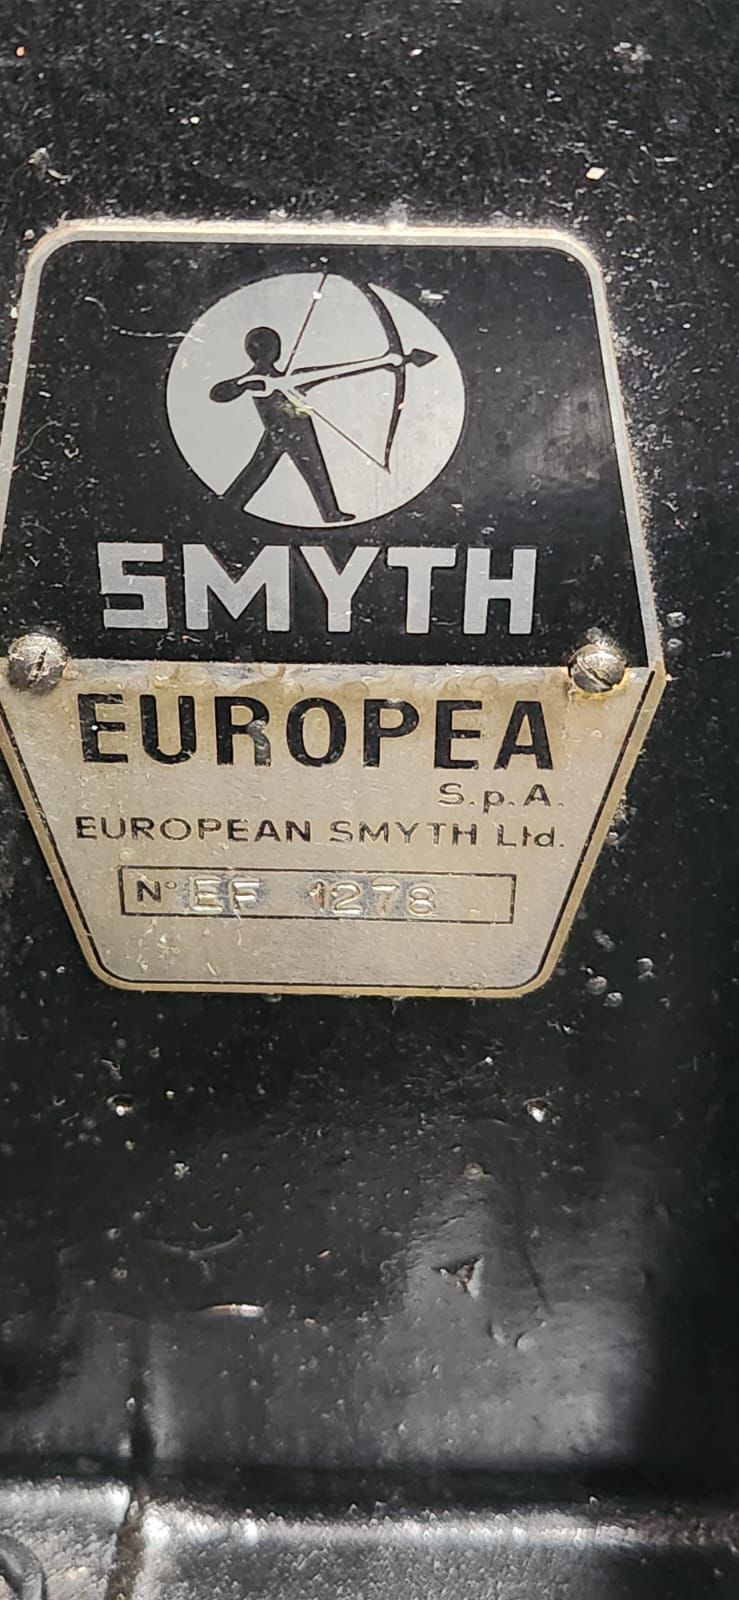 SMYTH
EUROPEA
S.p.A.
EUROPEAN SMYTH Ltd.
N° EF 1278